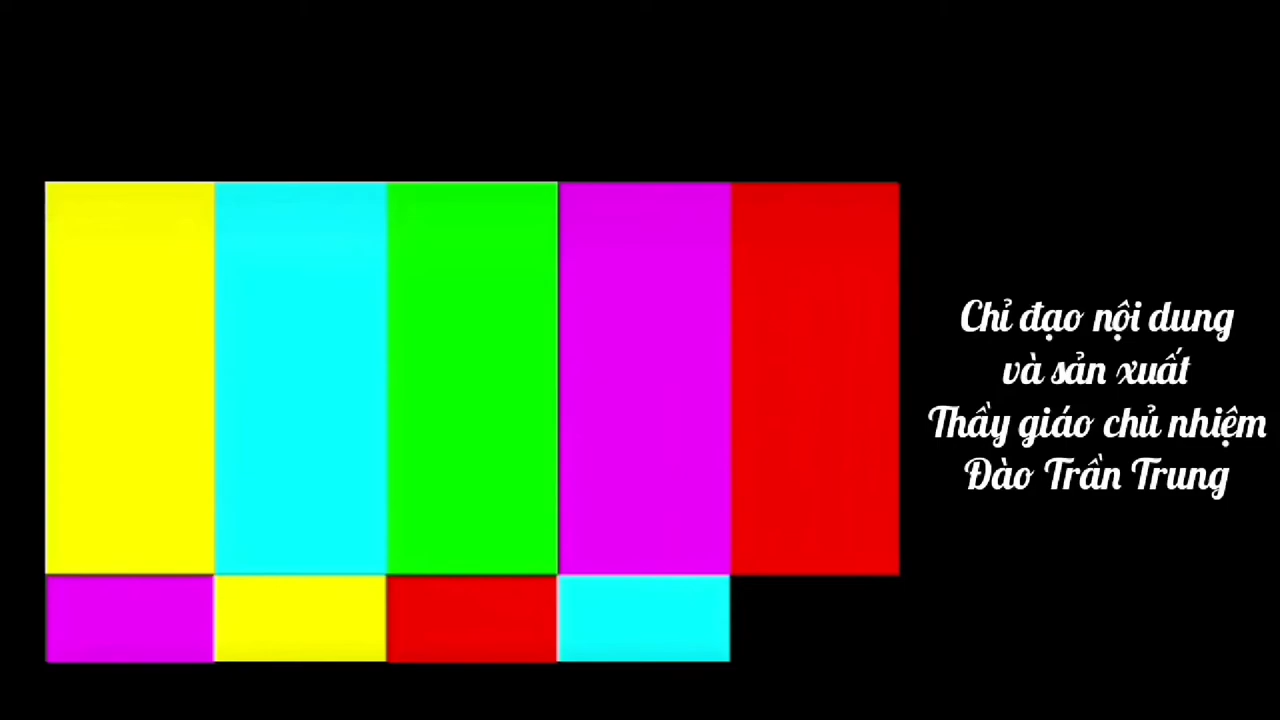 Chỉ đạo nội dung
và sản xuất
Thầy giáo chủ nhiệm
Đào Trần Trung